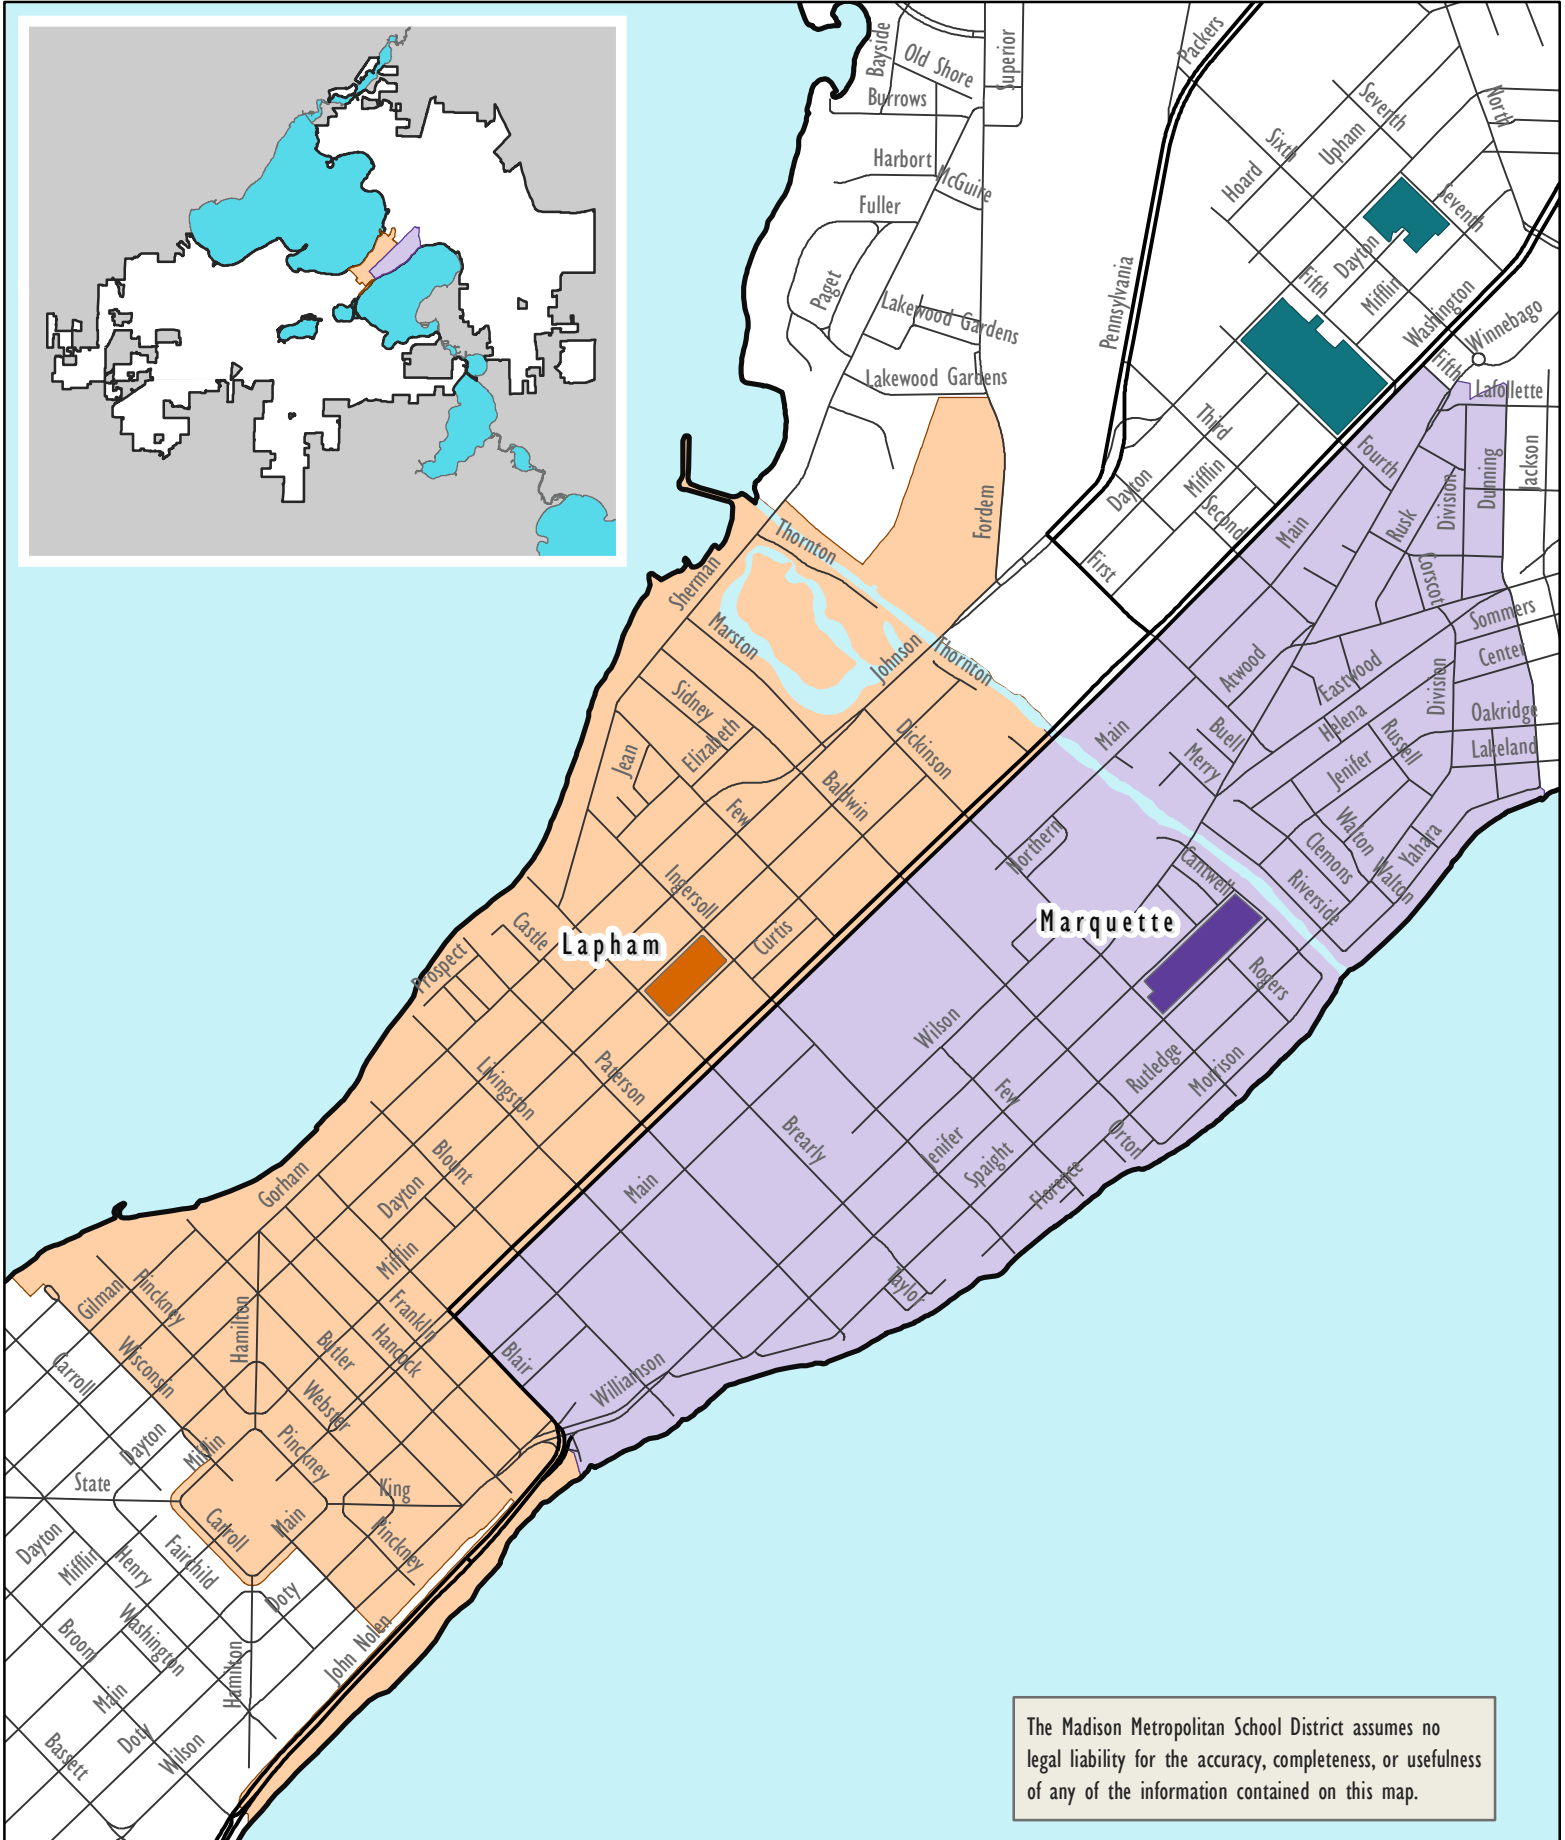 Bayside
Old Shore
Superior
Burrows
Packers
Seventh
North
Sixth
Upham
Harbort
McGuire
Hoard
Fuller
Seventh
Dayton
Fifth
Mifflin
Washington
Pennsylvania
Paget
Lakewood Gardens
Winnebago
Fifth
Lakewood Gardens
Lafollette
Third
Fourth
Jackson
Dunning
Mifflin
Dayton
Second
Division
Fordem
Main
Rusk
Thornton
First
Corscot
Sherman
Sommers
Marston
Johnson
Thornton
Center
Atwood
Eastwood
Division
Sidney
Oakridge
Helena
Elizabeth
Dickinson
Main
Buell
Russell
Lakeland
Jean
Merry
Jenifer
Baldwin
Few
Walton
Yahara
Northern
Clemons
Cantwell
Walton
Ingersoll
Riverside
Marquette
Castle
Lapham
Curtis
Prospect
Rogers
Wilson
Paterson
Livingston
Rutledge
Morrison
Few
Brearly
Orton
Jenifer
Blount
Spaight
Gorham
Dayton
Main
Florence
Mifflin
Gilman
Pinckney
Taylor
Franklin
Hamilton
Butler
Hancock
Blair
Wisconsin
Carroll
Williamson
Webster
Dayton
Mifflin
Pinckney
State
King
Carroll
Main
Pinckney
Dayton
Mifflin
Henry
Fairchild
Doty
Broom
Washington
John Nolen
Hamilton
Main
Doty
Wilson
Bassett
The Madison Metropolitan School District assumes no
legal liability for the accuracy, completeness, or usefulness
of any of the information contained on this map.